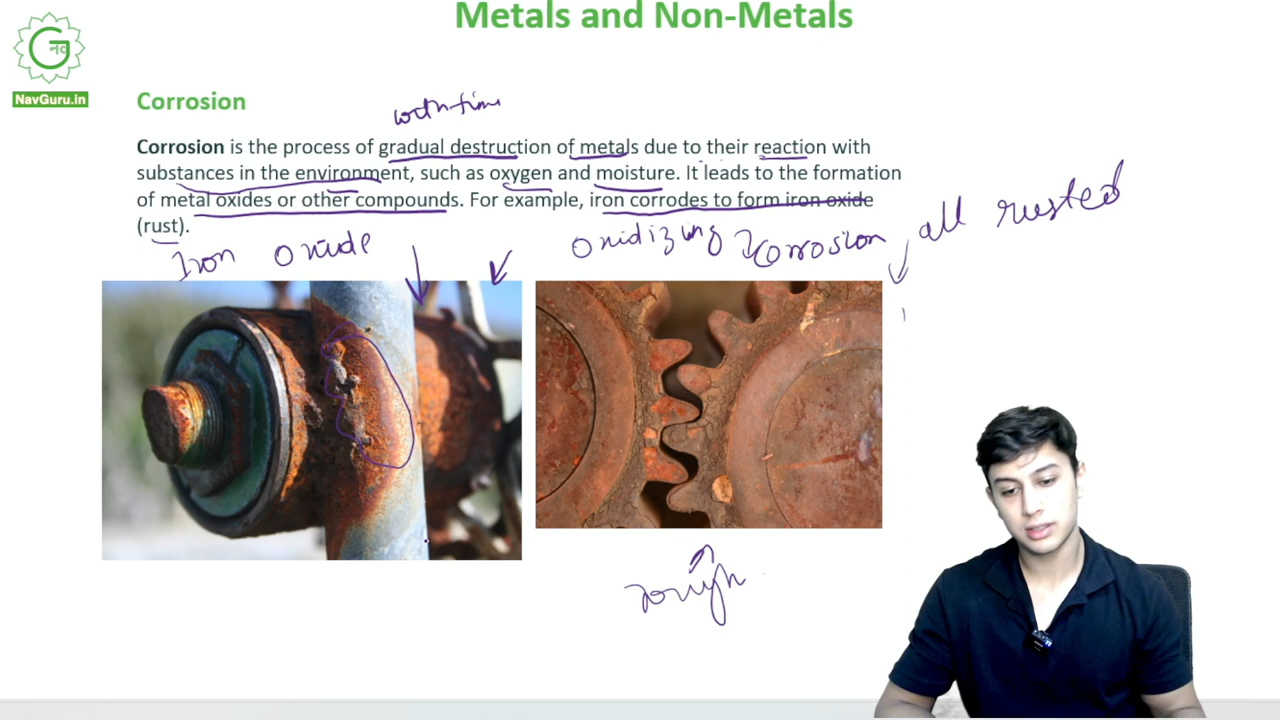 Metals and Non-Metals
नव
NavGuru.in
Corrosion
with time
Corrosion is the process of gradual destruction of metals due to their reaction with
substances in the environment, such as oxygen and moisture. It leads to the formation
of metal oxides or other compounds. For example, iron corrodes to form iron oxide
(rust).
all rusted
Iron Oxide
Oxidizing Corrosion
rough